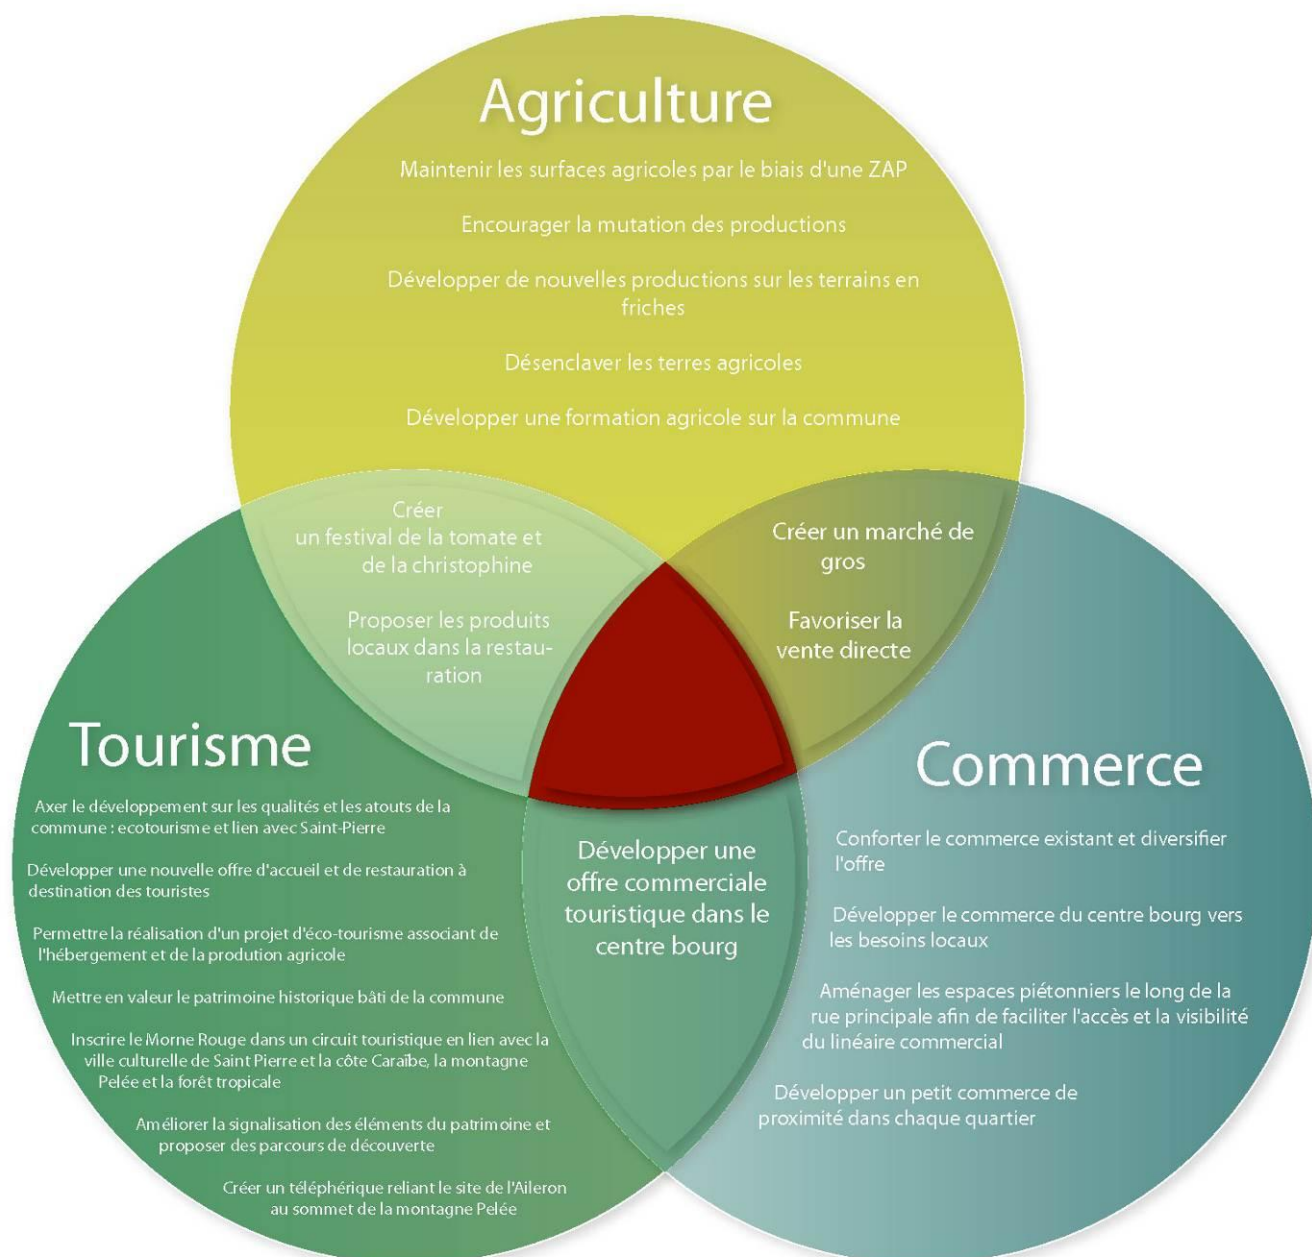 Agriculture
Maintenir les surfaces agricoles par le biais d'une ZAP
Encourager la mutation des productions
Développer de nouvelles productions sur les terrains en
friches
Désenclaver les terres agricoles
Développer une formation agricole sur la commune
Créer
un festival de la tomate et
de la christophine
Proposer les produits
locaux dans la restau-
ration
Créer un marché de
gros
Favoriser la
vente directe
Tourisme
Axer le développement sur les qualités et les atouts de la
commune : ecotourisme et lien avec Saint-Pierre
Développer une nouvelle offre d'accueil et de restauration à
destination des touristes
Permettre la réalisation d'un projet d'éco-tourisme associant de
l'hébergement et de la prodution agricole
Mettre en valeur le patrimoine historique bâti de la commune
Inscrire le Morne Rouge dans un circuit touristique en lien avec la
ville culturelle de Saint Pierre et la côte Caraïbe, la montagne
Pelée et la forêt tropicale
Améliorer la signalisation des éléments du patrimoine et
proposer des parcours de découverte
Créer un téléphérique reliant le site de l'Aileron
au sommet de la montagne Pelée
Développer une
offre commerciale
touristique dans le
centre bourg
Commerce
Conforter le commerce existant et diversifier
l'offre
Développer le commerce du centre bourg vers
les besoins locaux
Aménager les espaces piétonniers le long de la
rue principale afin de faciliter l'accès et la visibilité
du linéaire commercial
Développer un petit commerce de
proximité dans chaque quartier